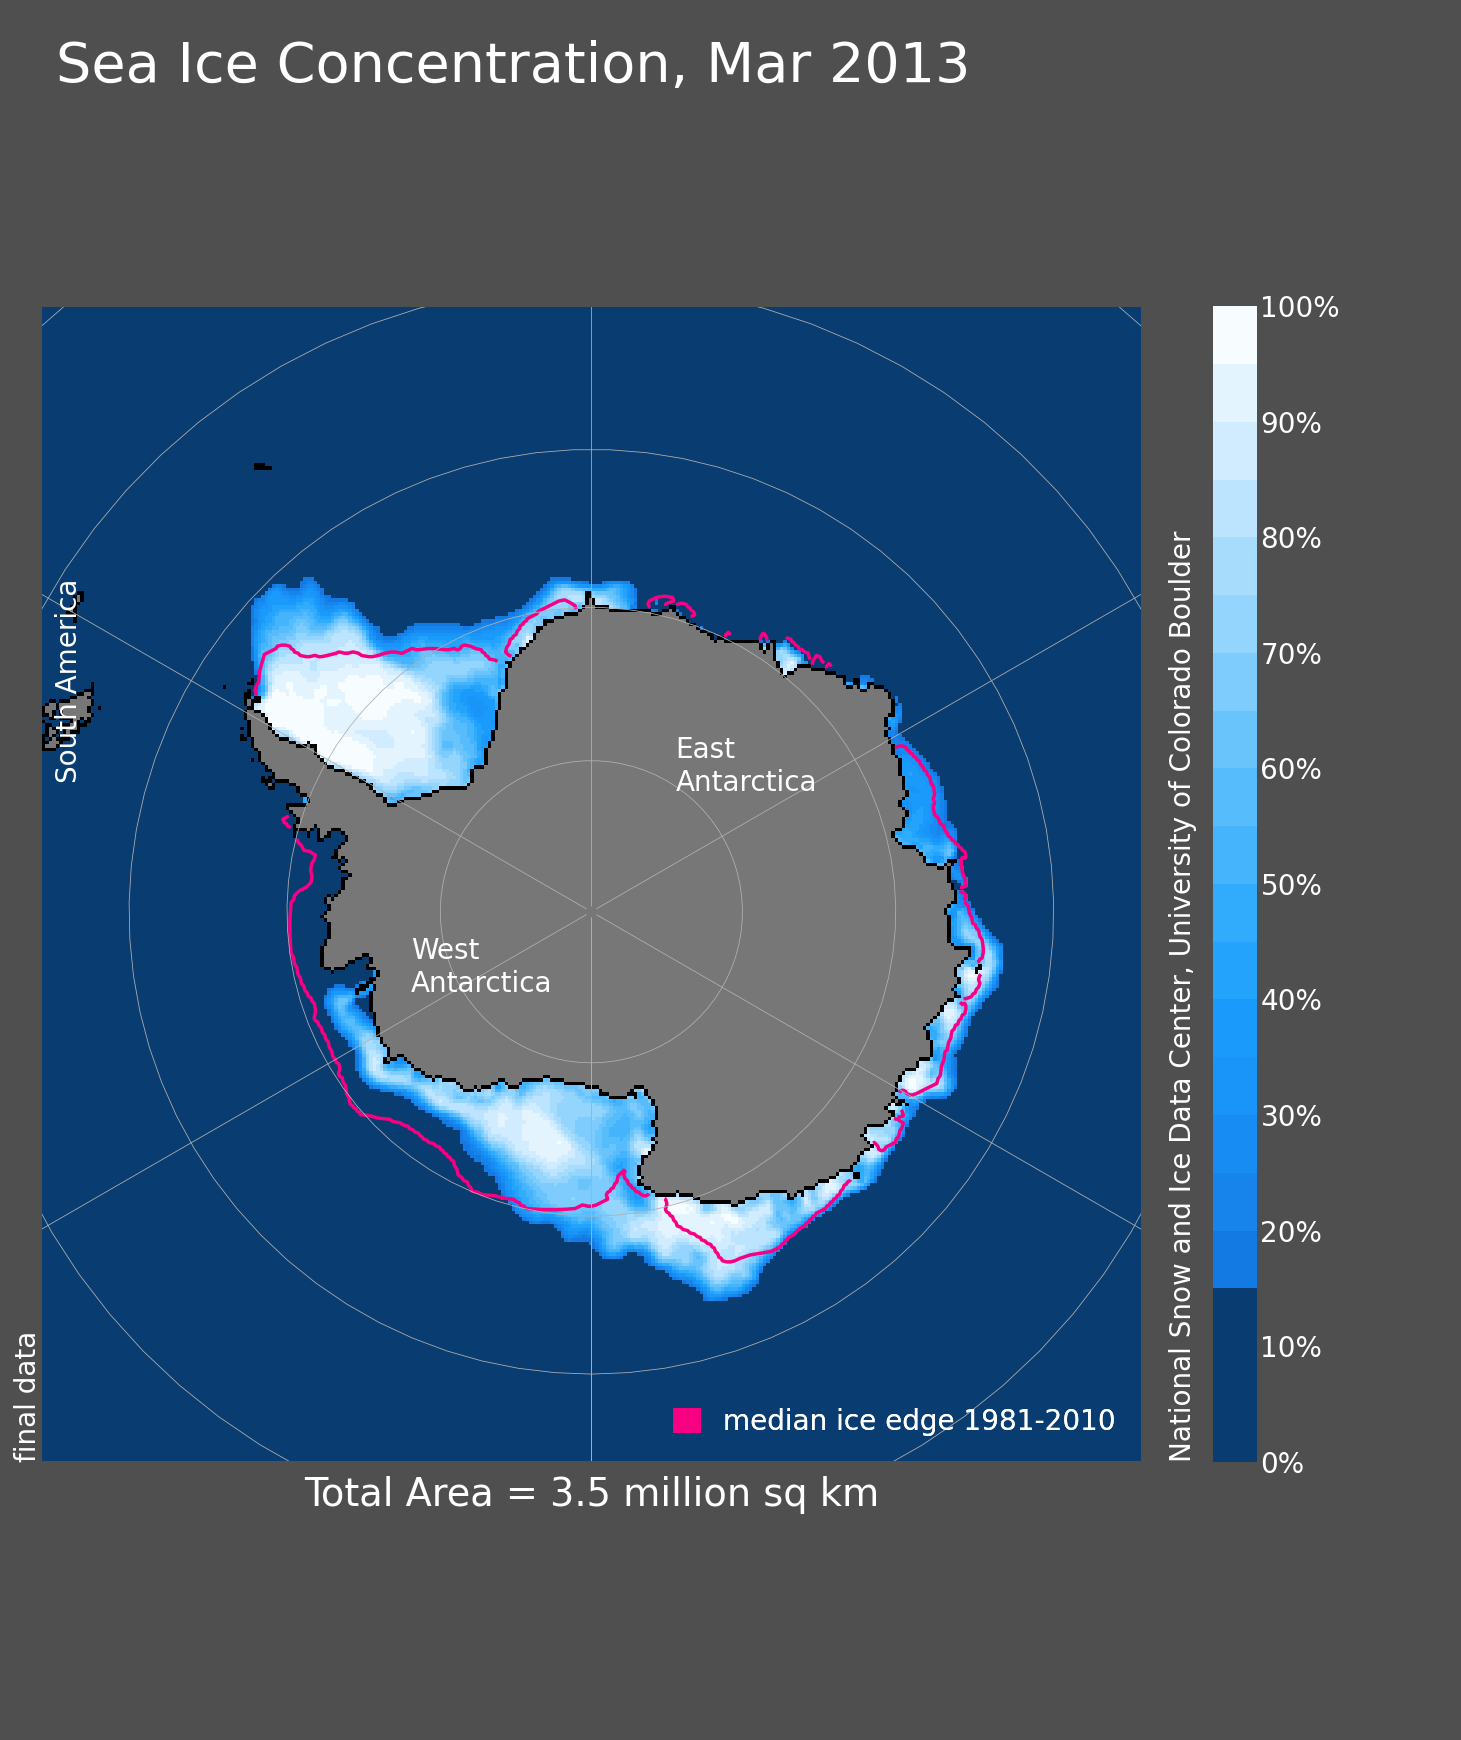 Sea Ice Concentration, Mar 2013
South America
East
Antarctica
West
Antarctica
median ice edge 1981-2010
final data
Total Area = 3.5 million sq km
National Snow and Ice Data Center, University of Colorado Boulder
100%
90%
80%
70%
60%
50%
40%
30%
20%
10%
0%